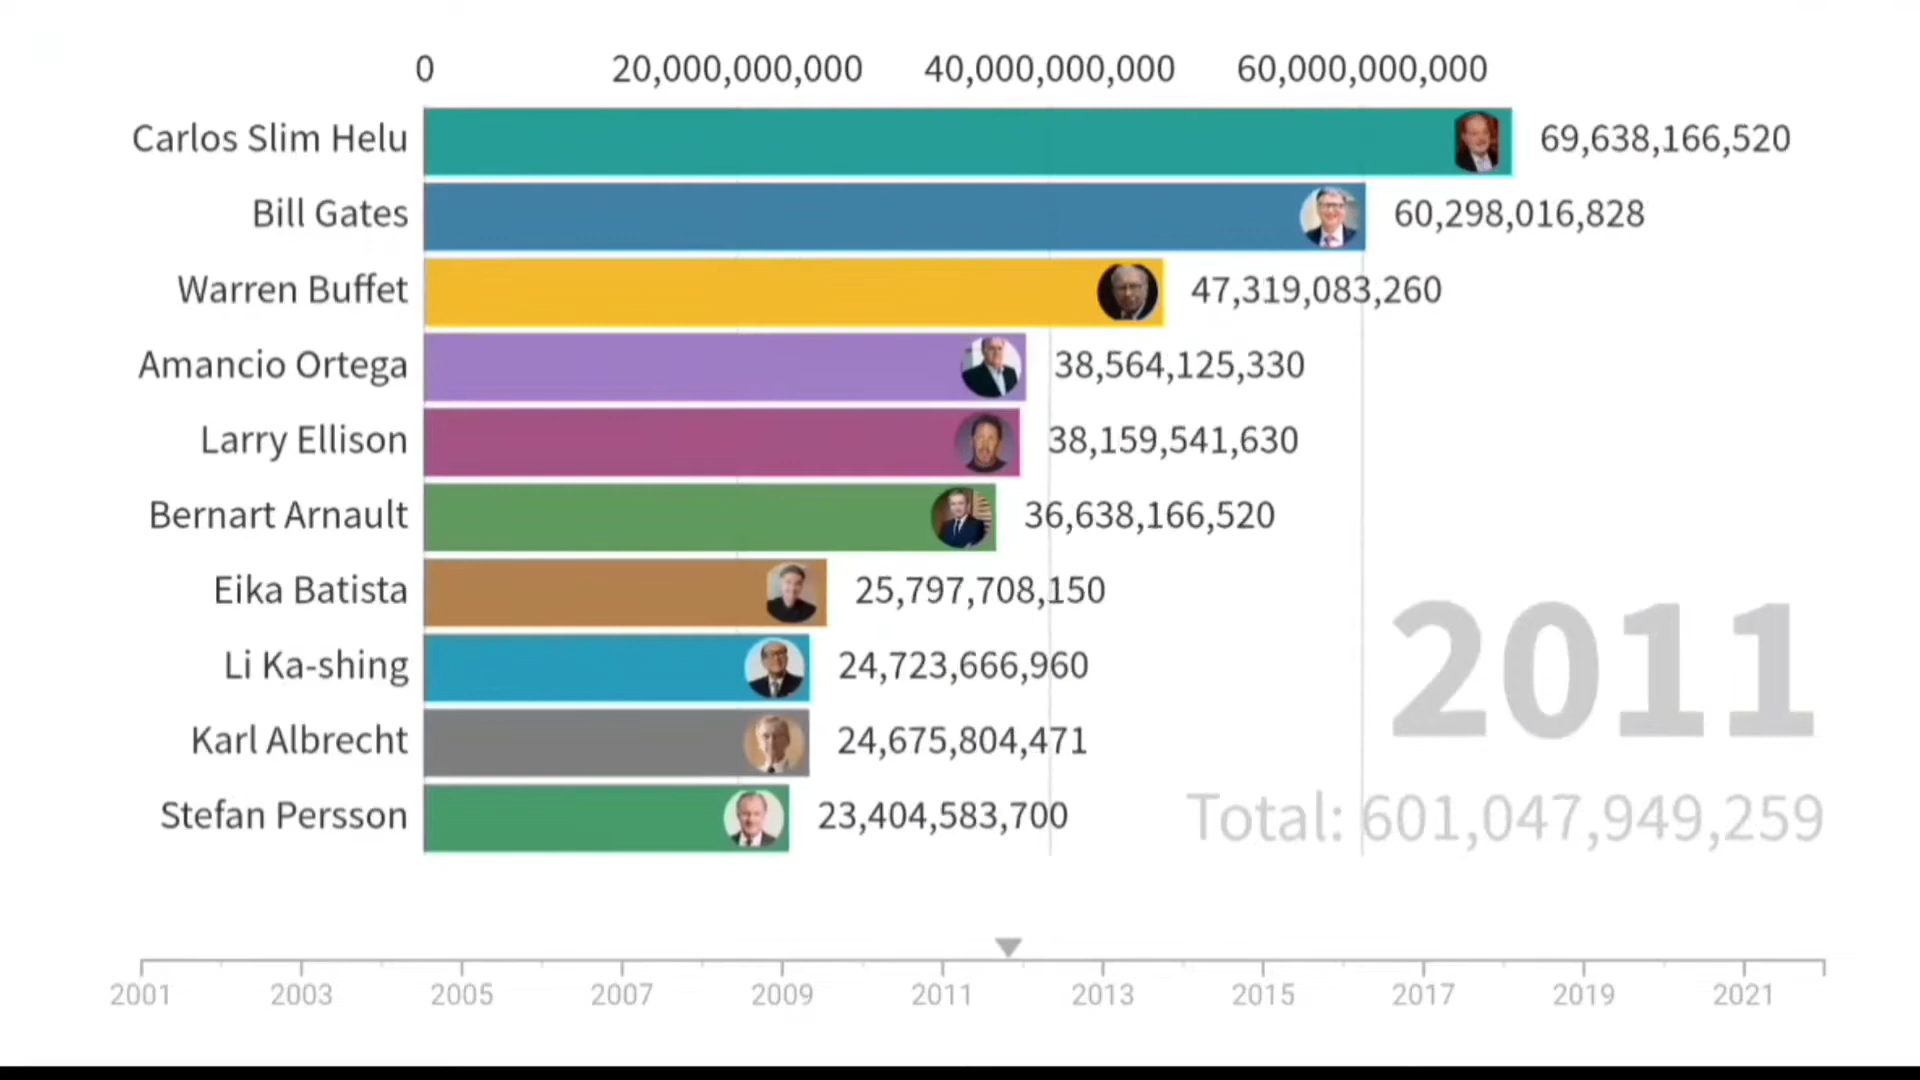 0 20,000,000,000 40,000,000,000 60,000,000,000
Carlos Slim Helu 69,638,166,520
Bill Gates 60,298,016,828
Warren Buffet 47,319,083,260
Amancio Ortega 38,564,125,330
Larry Ellison 38,159,541,630
Bernart Arnault 36,638,166,520
Eika Batista 25,797,708,150
Li Ka-shing 24,723,666,960
Karl Albrecht 24,675,804,471
Stefan Persson 23,404,583,700
2011
Total: 601,047,949,259
2001 2003 2005 2007 2009 2011 2013 2015 2017 2019 2021